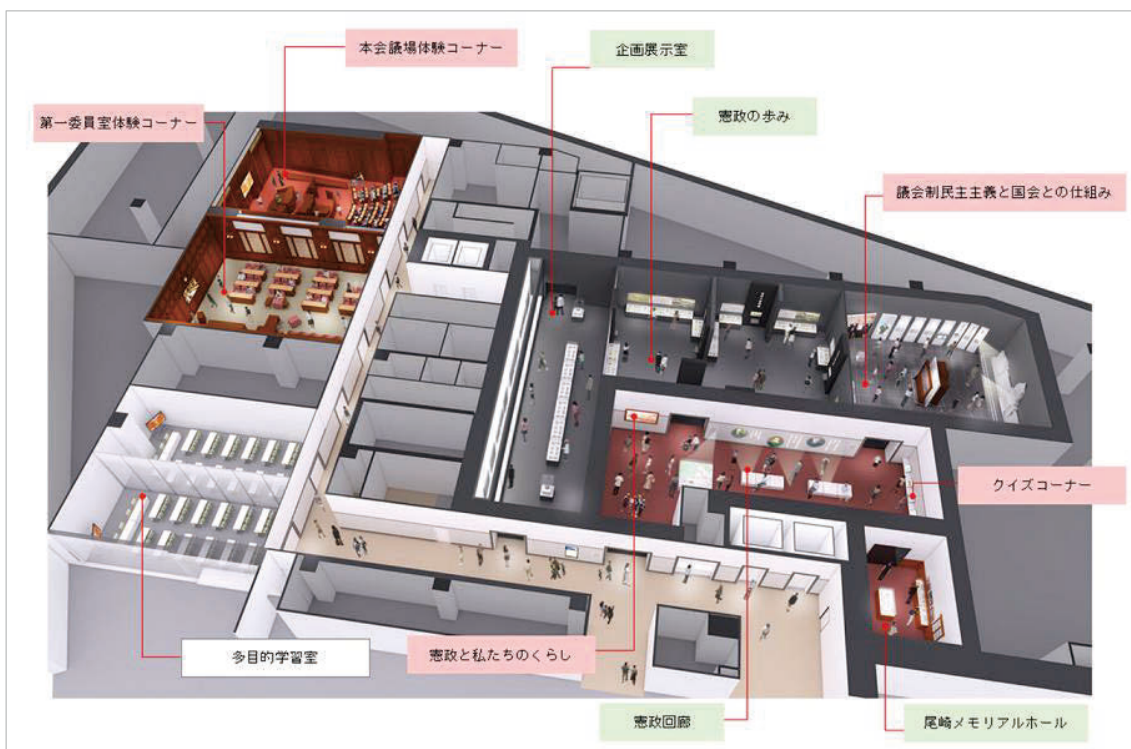 本会議場体験コーナー
企画展示室
憲政の歩み
第一委員室体験コーナー
議会制民主主義と国会との仕組み
クイズコーナー
多目的学習室
憲政と私たちのくらし
憲政回廊
尾崎メモリアルホール